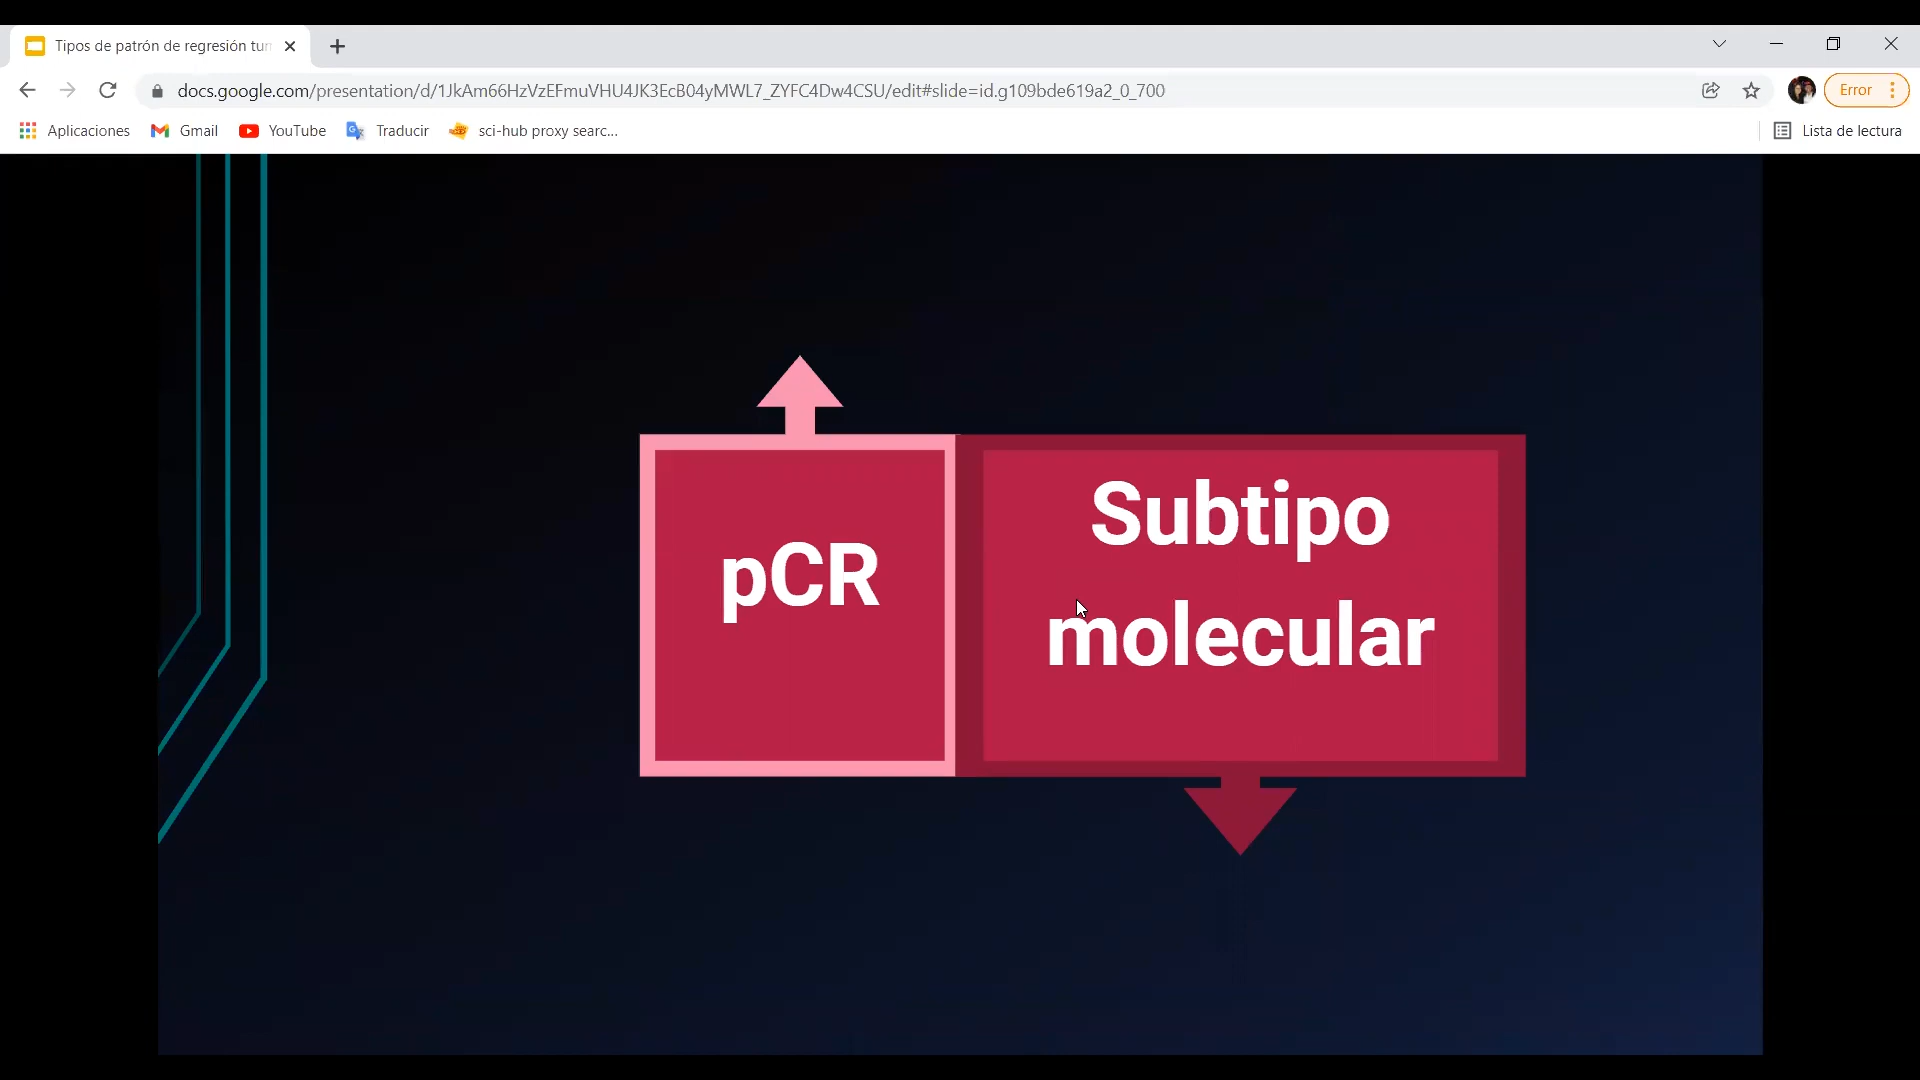 Tipos de patrón de regresión tun
docs.google.com/presentation/d/1JkAm66HzVzEFmuVHU4JK3EcB04yMWL7_ZYFC4Dw4CSU/edit#slide=id.g109bde619a2_0_700
Error
Aplicaciones
Gmail
YouTube
Traducir
sci-hub proxy searc...
Lista de lectura
pCR
Subtipo
molecular